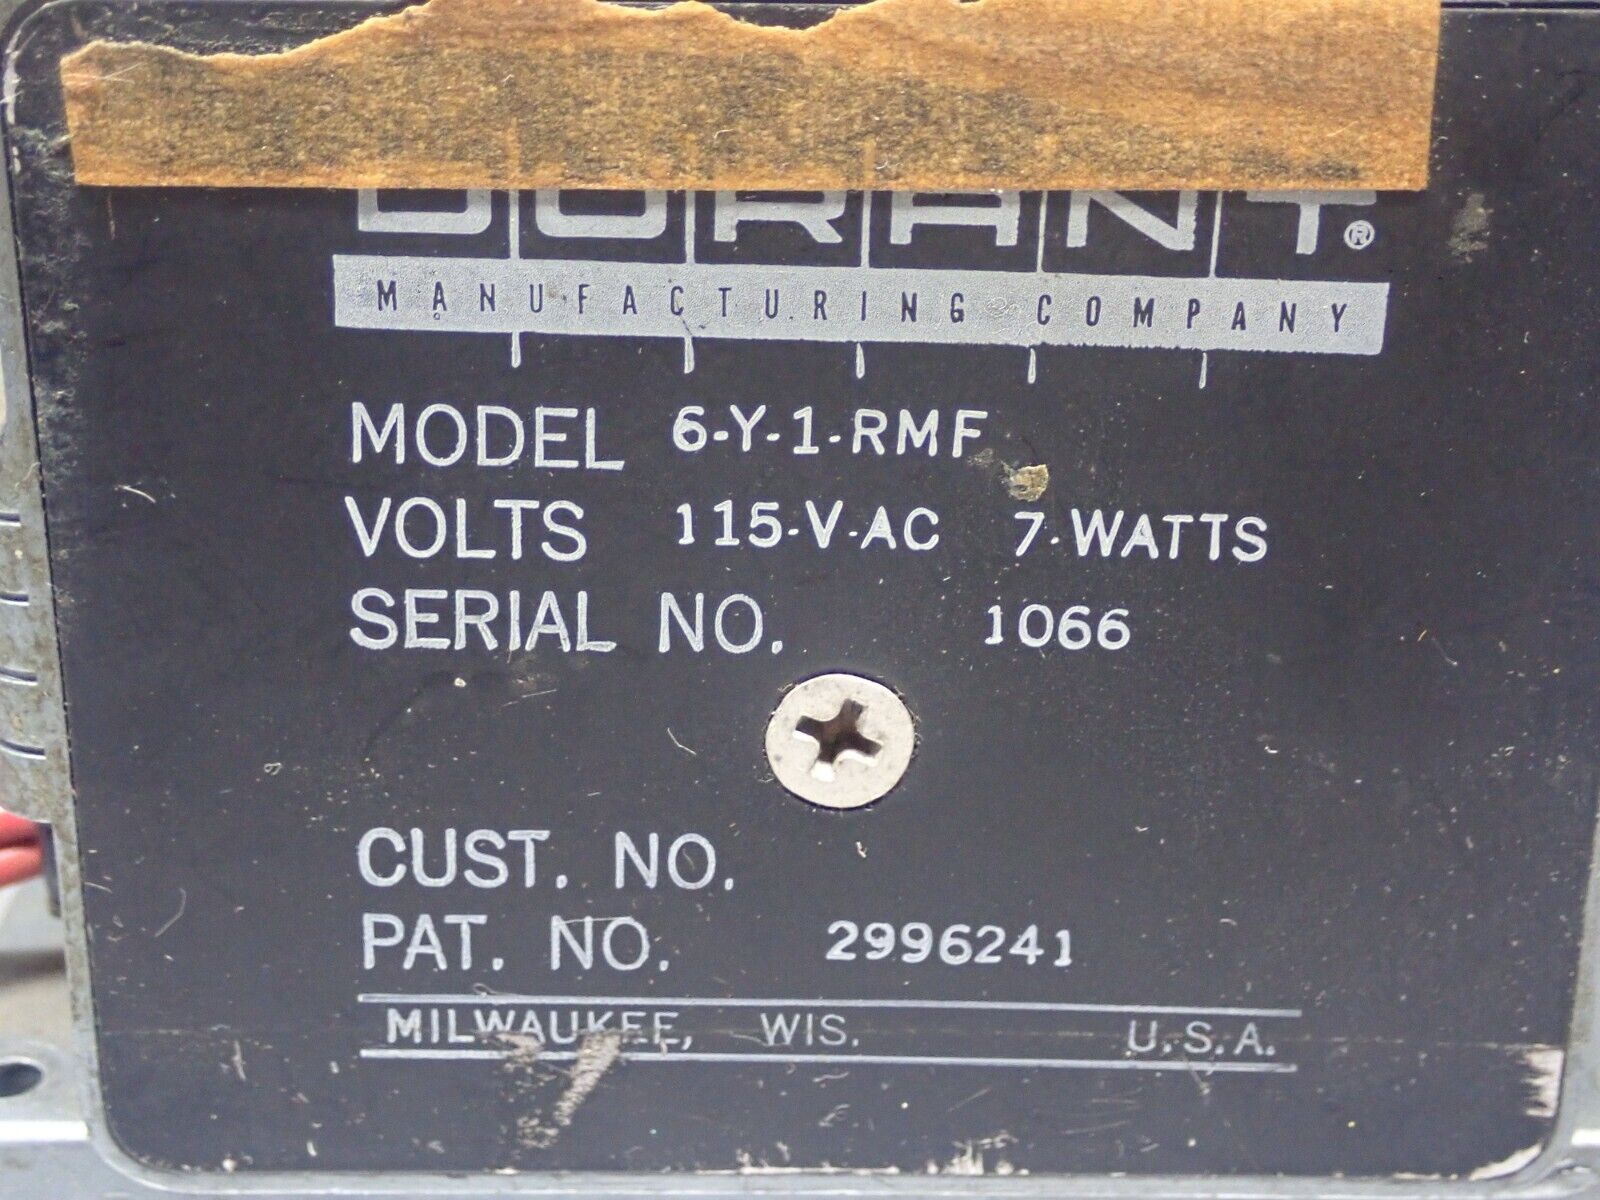 DURANT®
MANUFACTURING COMPANY
MODEL 6-Y-1-RMF
VOLTS 115-V-AC 7-WATTS
SERIAL NO. 1066
CUST. NO.
PAT. NO. 2996241
MILWAUKEE, WIS. U.S.A.